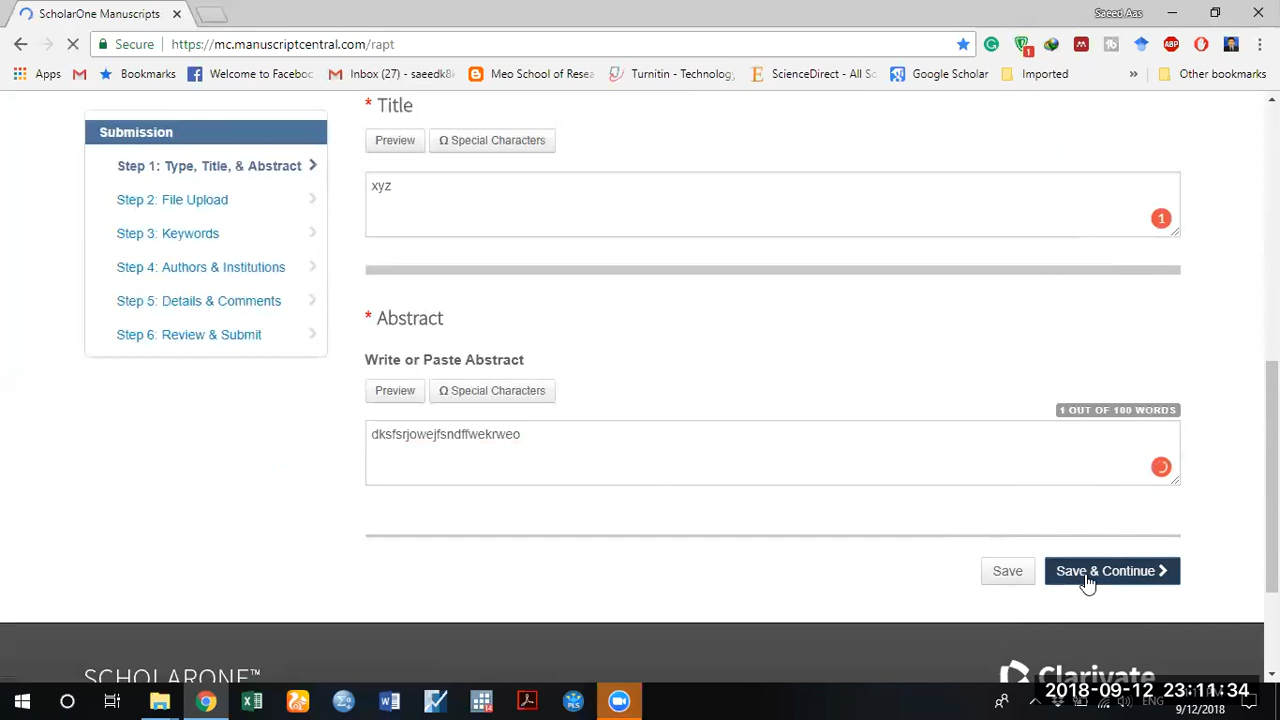 ScholarOne Manuscripts
Saeed Aas
Secure
https://mc.manuscriptcentral.com/rapt
1
Apps
Bookmarks
Welcome to Faceboo
Inbox (27) - saeedk8
Meo School of Resea
Turnitin - Technolog
ScienceDirect - All S
Google Scholar
Imported
»
Other bookmarks
* Title
Submission
Preview
Ω Special Characters
Step 1: Type, Title, & Abstract
xyz
Step 2: File Upload
1
Step 3: Keywords
Step 4: Authors & Institutions
Step 5: Details & Comments
* Abstract
Step 6: Review & Submit
Write or Paste Abstract
Preview
Ω Special Characters
1 OUT OF 100 WORDS
dksfsrjowejfsndffwekrweo
Save
Save & Continue
SCHOLARONE™
Clarivate
2018-09-12 23:11:34
ENG
9/12/2018